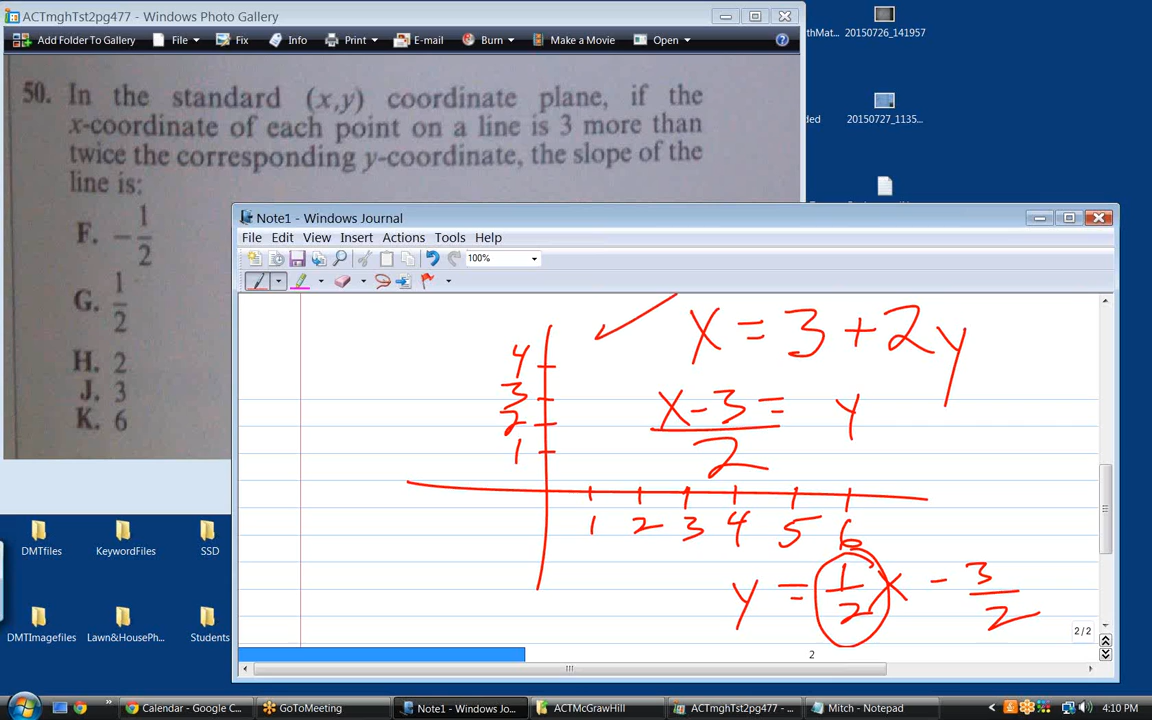 ACTmghTst2pg477 - Windows Photo Gallery
Add Folder To Gallery File Fix Info Print E-mail Burn Make a Movie Open
thMat... 20150726_141957
ded 20150727_1135...
50. In the standard (x,y) coordinate plane, if the
x-coordinate of each point on a line is 3 more than
twice the corresponding y-coordinate, the slope of the
line is:
F. -1/2
G. 1/2
H. 2
J. 3
K. 6
Note1 - Windows Journal
File Edit View Insert Actions Tools Help
100%
x = 3 + 2y
x - 3 = y
2
4
3
2
1
1 2 3 4 5 6
y = 1/2 x - 3/2
2/2
2
DMTfiles KeywordFiles SSD
DMTImagefiles Lawn&HousePh... Students
Calendar - Google C... GoToMeeting Note1 - Windows Jo... ACTMcGrawHill ACTmghTst2pg477 - ... Mitch - Notepad 4:10 PM